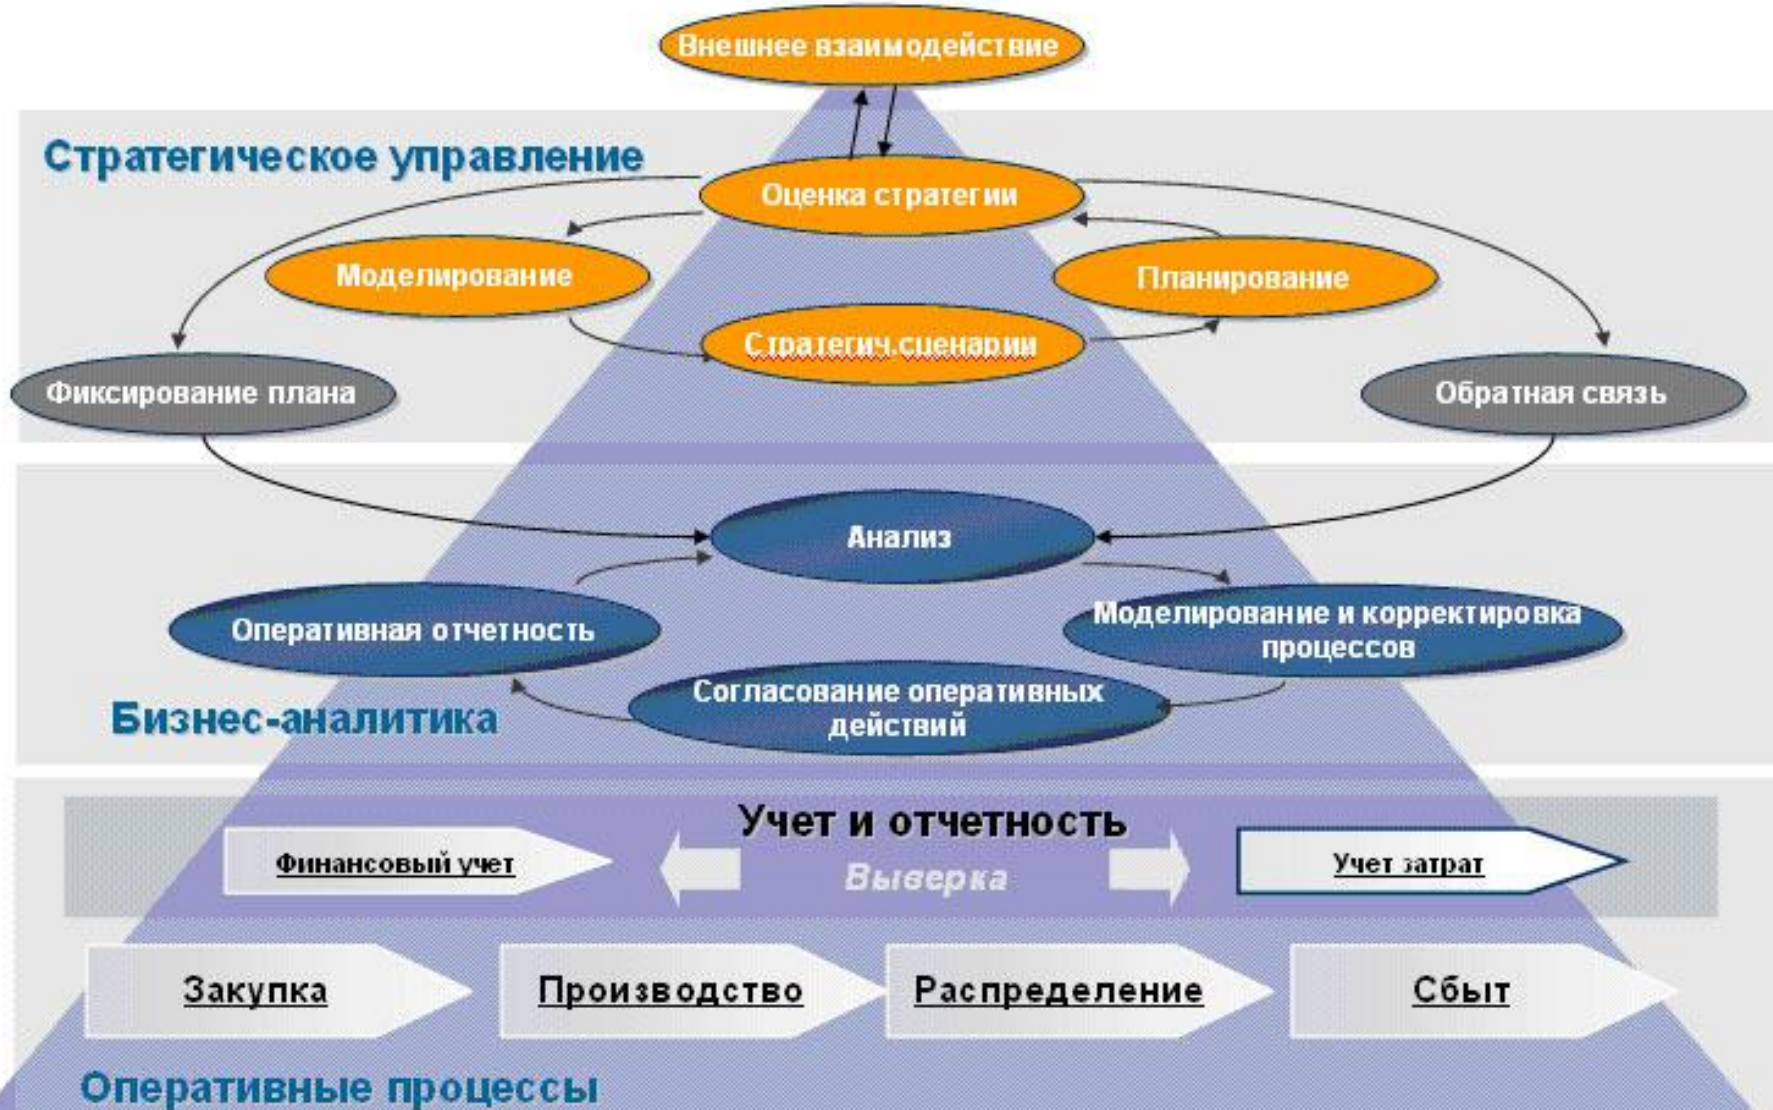 Внешнее взаимодействие
Стратегическое управление
Оценка стратегии
Моделирование
Планирование
Стратегич.сценарии
Фиксирование плана
Обратная связь
Анализ
Оперативная отчетность
Моделирование и корректировка
процессов
Согласование оперативных
действий
Бизнес-аналитика
Учет и отчетность
Финансовый учет
Выверка
Учет затрат
Закупка
Производство
Распределение
Сбыт
Оперативные процессы